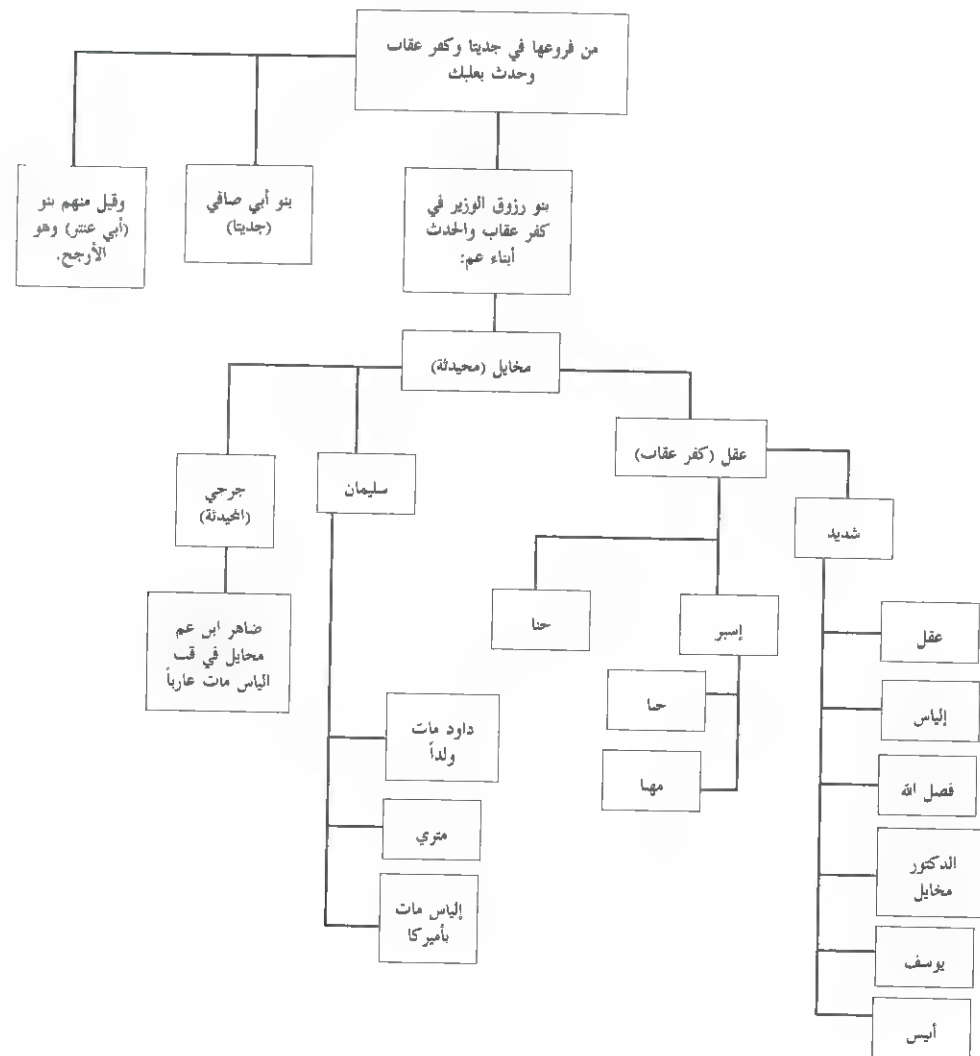 من فروعها في جديتا وكفر عقاب
وحدث بعلبك
بنو رزوق الوزير في
كفر عقاب والحدث
أبناء عم:
بنو أبي صافي
(جديتا)
وقيل منهم بنو
(أبي عنتر) وهو
الأرجح.
مخايل (محيدثة)
عقل (كفر عقاب)
سليمان
جرجي
(المحيدثة)
شديد
إسبر
حنا
ضاهر ابن عم
محايل في قب
الياس مات عازباً
عقل
إلياس
فضل الله
الدكتور
مخايل
يوسف
أنيس
حنا
مهنا
داود مات
ولداً
متري
إلياس مات
بأميركا